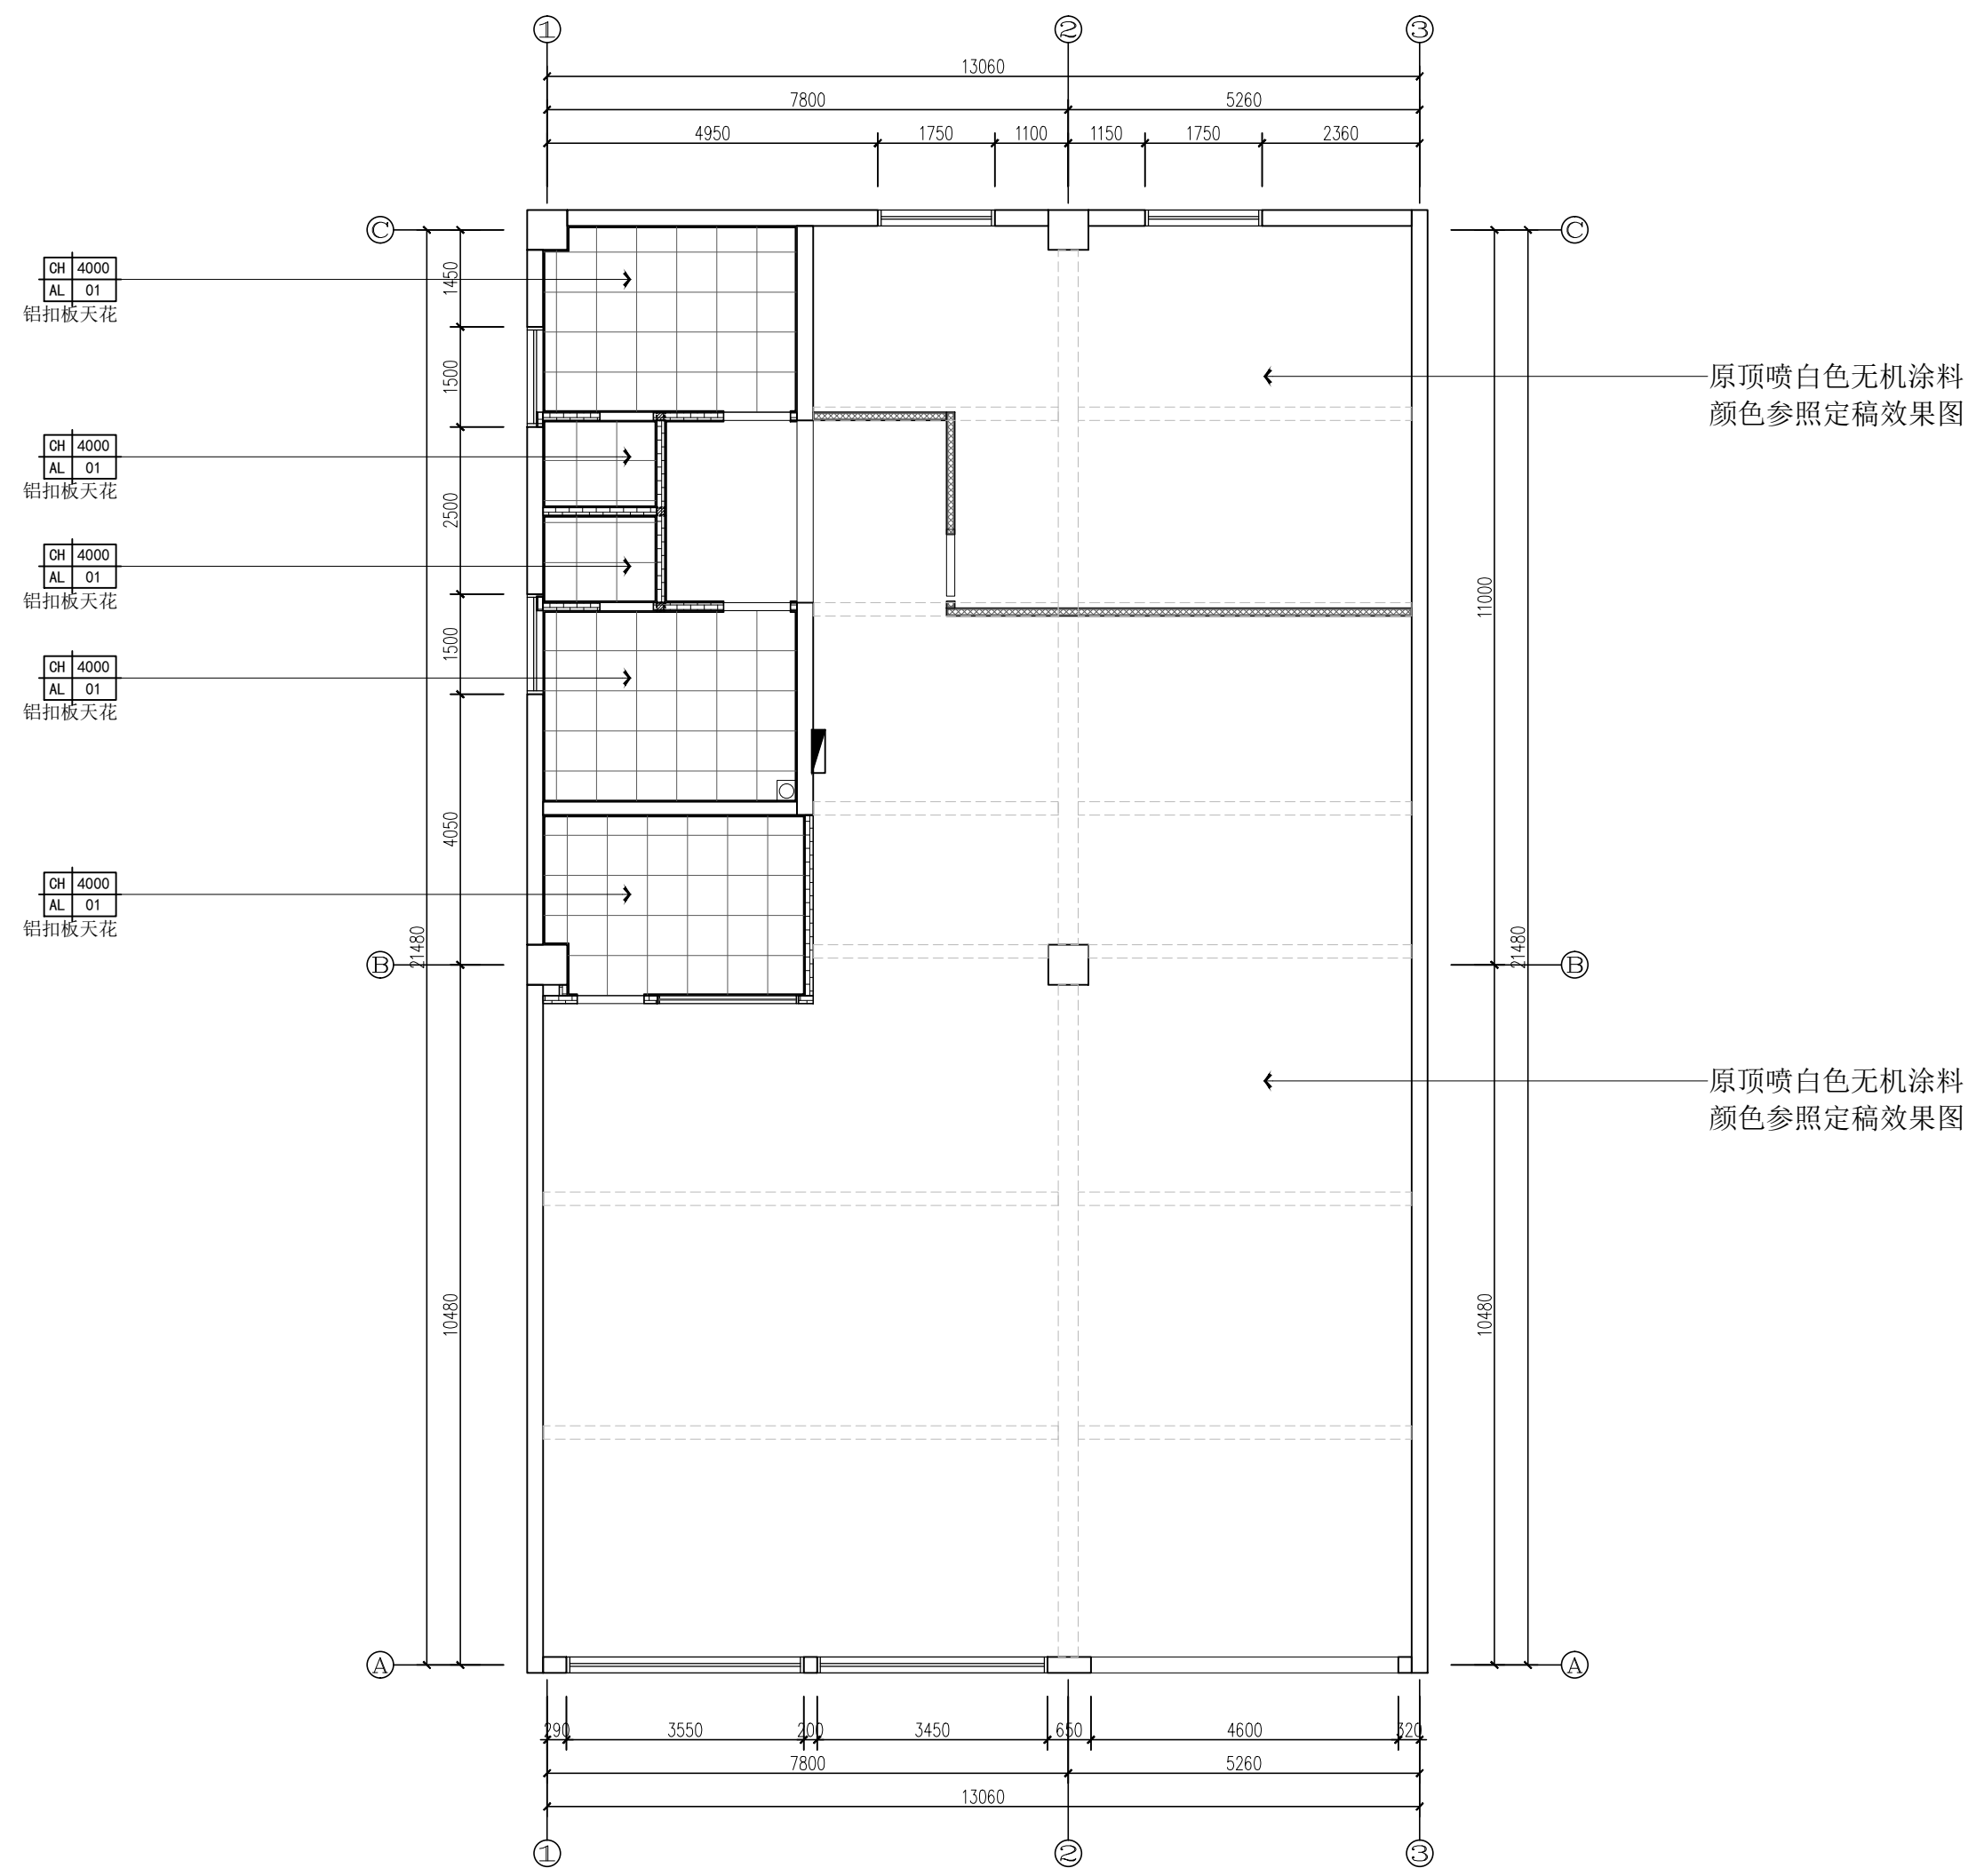 ① ② ③
13060
7800 5260
4950 1750 1100 1150 1750 2360
Ⓒ Ⓒ
CH 4000
AL 01
铝扣板天花
1450
1500
原顶喷白色无机涂料
颜色参照定稿效果图
CH 4000
AL 01
铝扣板天花
2500
CH 4000
AL 01
铝扣板天花
11000
1500
CH 4000
AL 01
铝扣板天花
4050
CH 4000
AL 01
铝扣板天花
21480 21480
Ⓑ Ⓑ
原顶喷白色无机涂料
颜色参照定稿效果图
10480 10480
Ⓐ Ⓐ
290 3550 200 3450 650 4600 320
7800 5260
13060
① ② ③